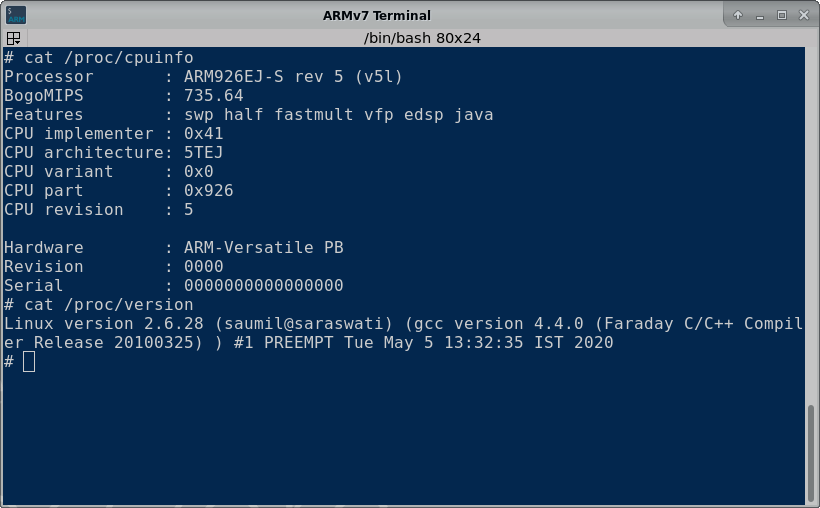 S
ARM
ARMv7 Terminal
/bin/bash 80x24
# cat /proc/cpuinfo
Processor       : ARM926EJ-S rev 5 (v5l)
BogoMIPS        : 735.64
Features        : swp half fastmult vfp edsp java
CPU implementer : 0x41
CPU architecture: 5TEJ
CPU variant     : 0x0
CPU part        : 0x926
CPU revision    : 5
Hardware        : ARM-Versatile PB
Revision        : 0000
Serial          : 0000000000000000
# cat /proc/version
Linux version 2.6.28 (saumil@saraswati) (gcc version 4.4.0 (Faraday C/C++ Compil
er Release 20100325) ) #1 PREEMPT Tue May 5 13:32:35 IST 2020
#